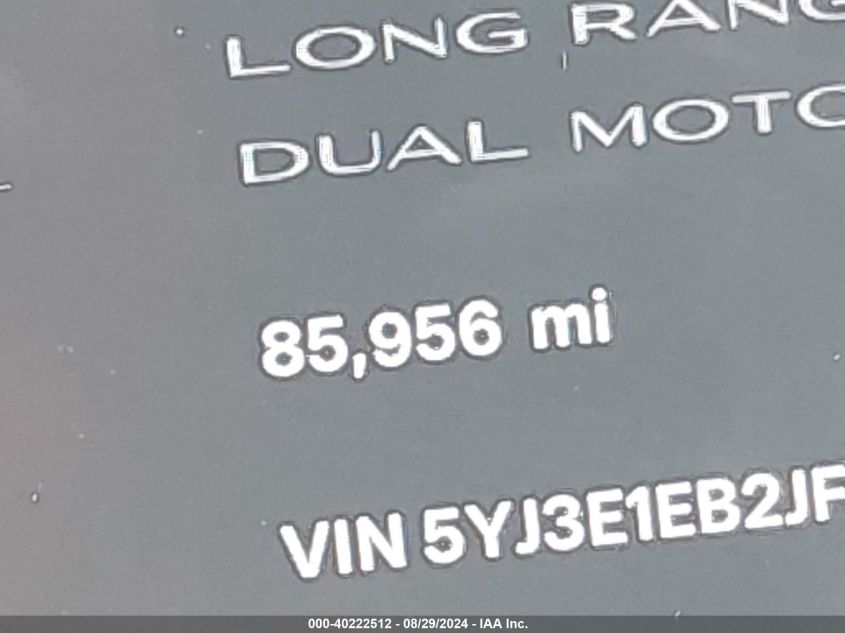 LONG RANG
DUAL MOTO
85,956 mi
VIN 5YJ3E1EB2JF
000-40222512 - 08/29/2024 - IAA Inc.